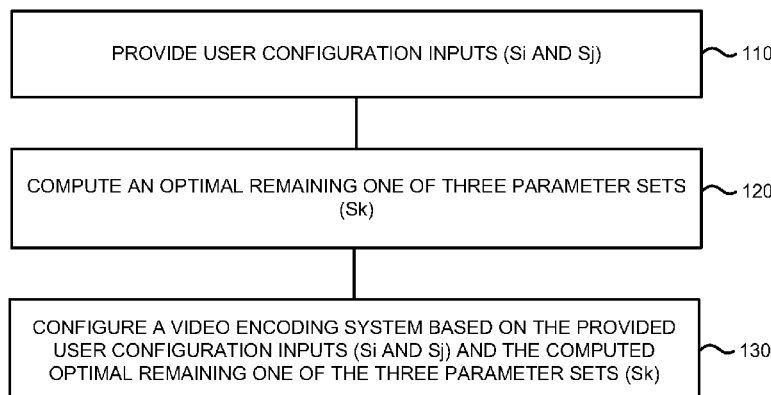 PROVIDE USER CONFIGURATION INPUTS (Si AND Sj)
110
COMPUTE AN OPTIMAL REMAINING ONE OF THREE PARAMETER SETS
(Sk)
120
CONFIGURE A VIDEO ENCODING SYSTEM BASED ON THE PROVIDED
USER CONFIGURATION INPUTS (Si AND Sj) AND THE COMPUTED
OPTIMAL REMAINING ONE OF THE THREE PARAMETER SETS (Sk)
130